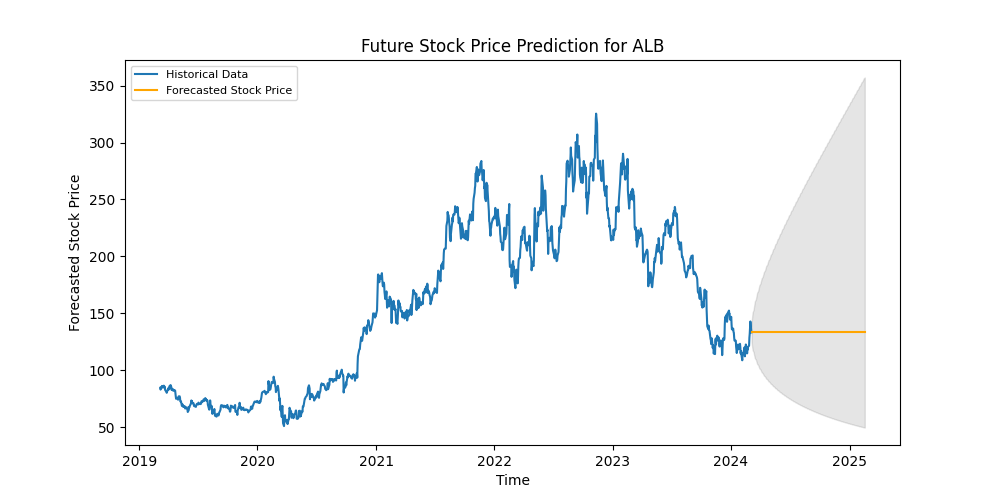 Future Stock Price Prediction for ALB
Historical Data
Forecasted Stock Price
Forecasted Stock Price
350
300
250
200
150
100
50
2019 2020 2021 2022 2023 2024 2025
Time